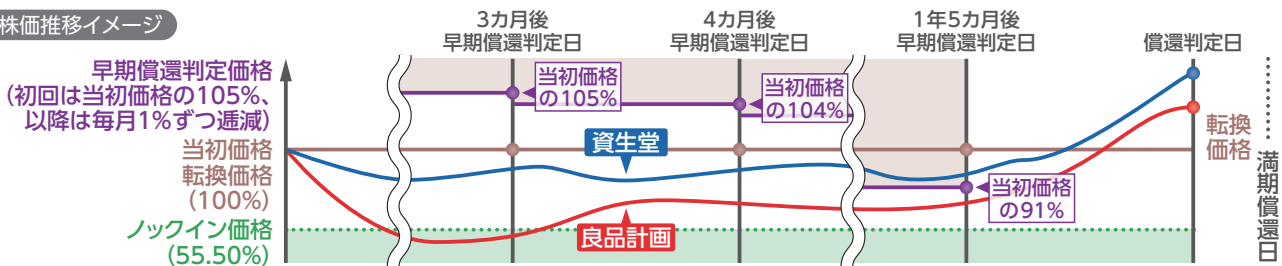 株価推移イメージ
3カ月後
早期償還判定日
4カ月後
早期償還判定日
1年5カ月後
早期償還判定日
償還判定日
早期償還判定価格
(初回は当初価格の105%、
以降は毎月1%ずつ逓減)
当初価格
の105%
当初価格
の104%
当初価格
転換価格
(100%)
資生堂
転換
価格
当初価格
の91%
ノックイン価格
(55.50%)
良品計画
満期償還日